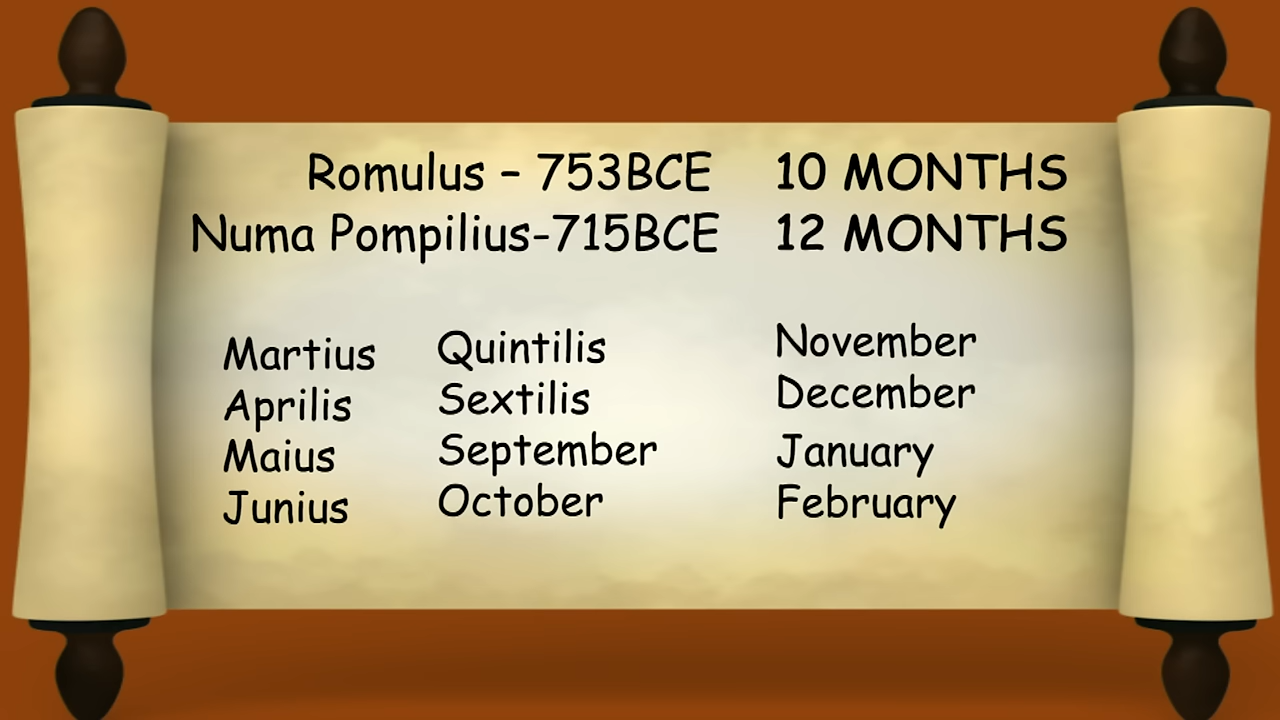 Romulus – 753BCE 10 MONTHS
Numa Pompilius-715BCE 12 MONTHS
Martius
Aprilis
Maius
Junius
Quintilis
Sextilis
September
October
November
December
January
February